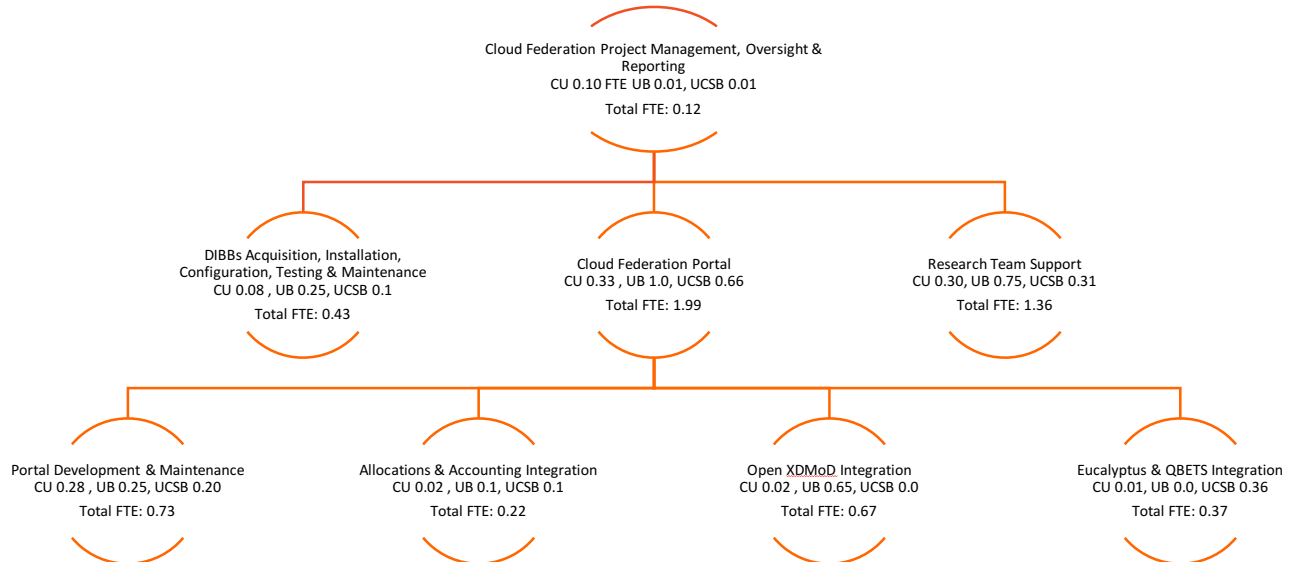 Cloud Federation Project Management, Oversight &
Reporting
CU 0.10 FTE UB 0.01, UCSB 0.01
Total FTE: 0.12
DIBBs Acquisition, Installation,
Configuration, Testing & Maintenance
CU 0.08 , UB 0.25, UCSB 0.1
Total FTE: 0.43
Cloud Federation Portal
CU 0.33 , UB 1.0, UCSB 0.66
Total FTE: 1.99
Research Team Support
CU 0.30, UB 0.75, UCSB 0.31
Total FTE: 1.36
Portal Development & Maintenance
CU 0.28 , UB 0.25, UCSB 0.20
Total FTE: 0.73
Allocations & Accounting Integration
CU 0.02 , UB 0.1, UCSB 0.1
Total FTE: 0.22
Open XDMoD Integration
CU 0.02 , UB 0.65, UCSB 0.0
Total FTE: 0.67
Eucalyptus & QBETS Integration
CU 0.01, UB 0.0, UCSB 0.36
Total FTE: 0.37